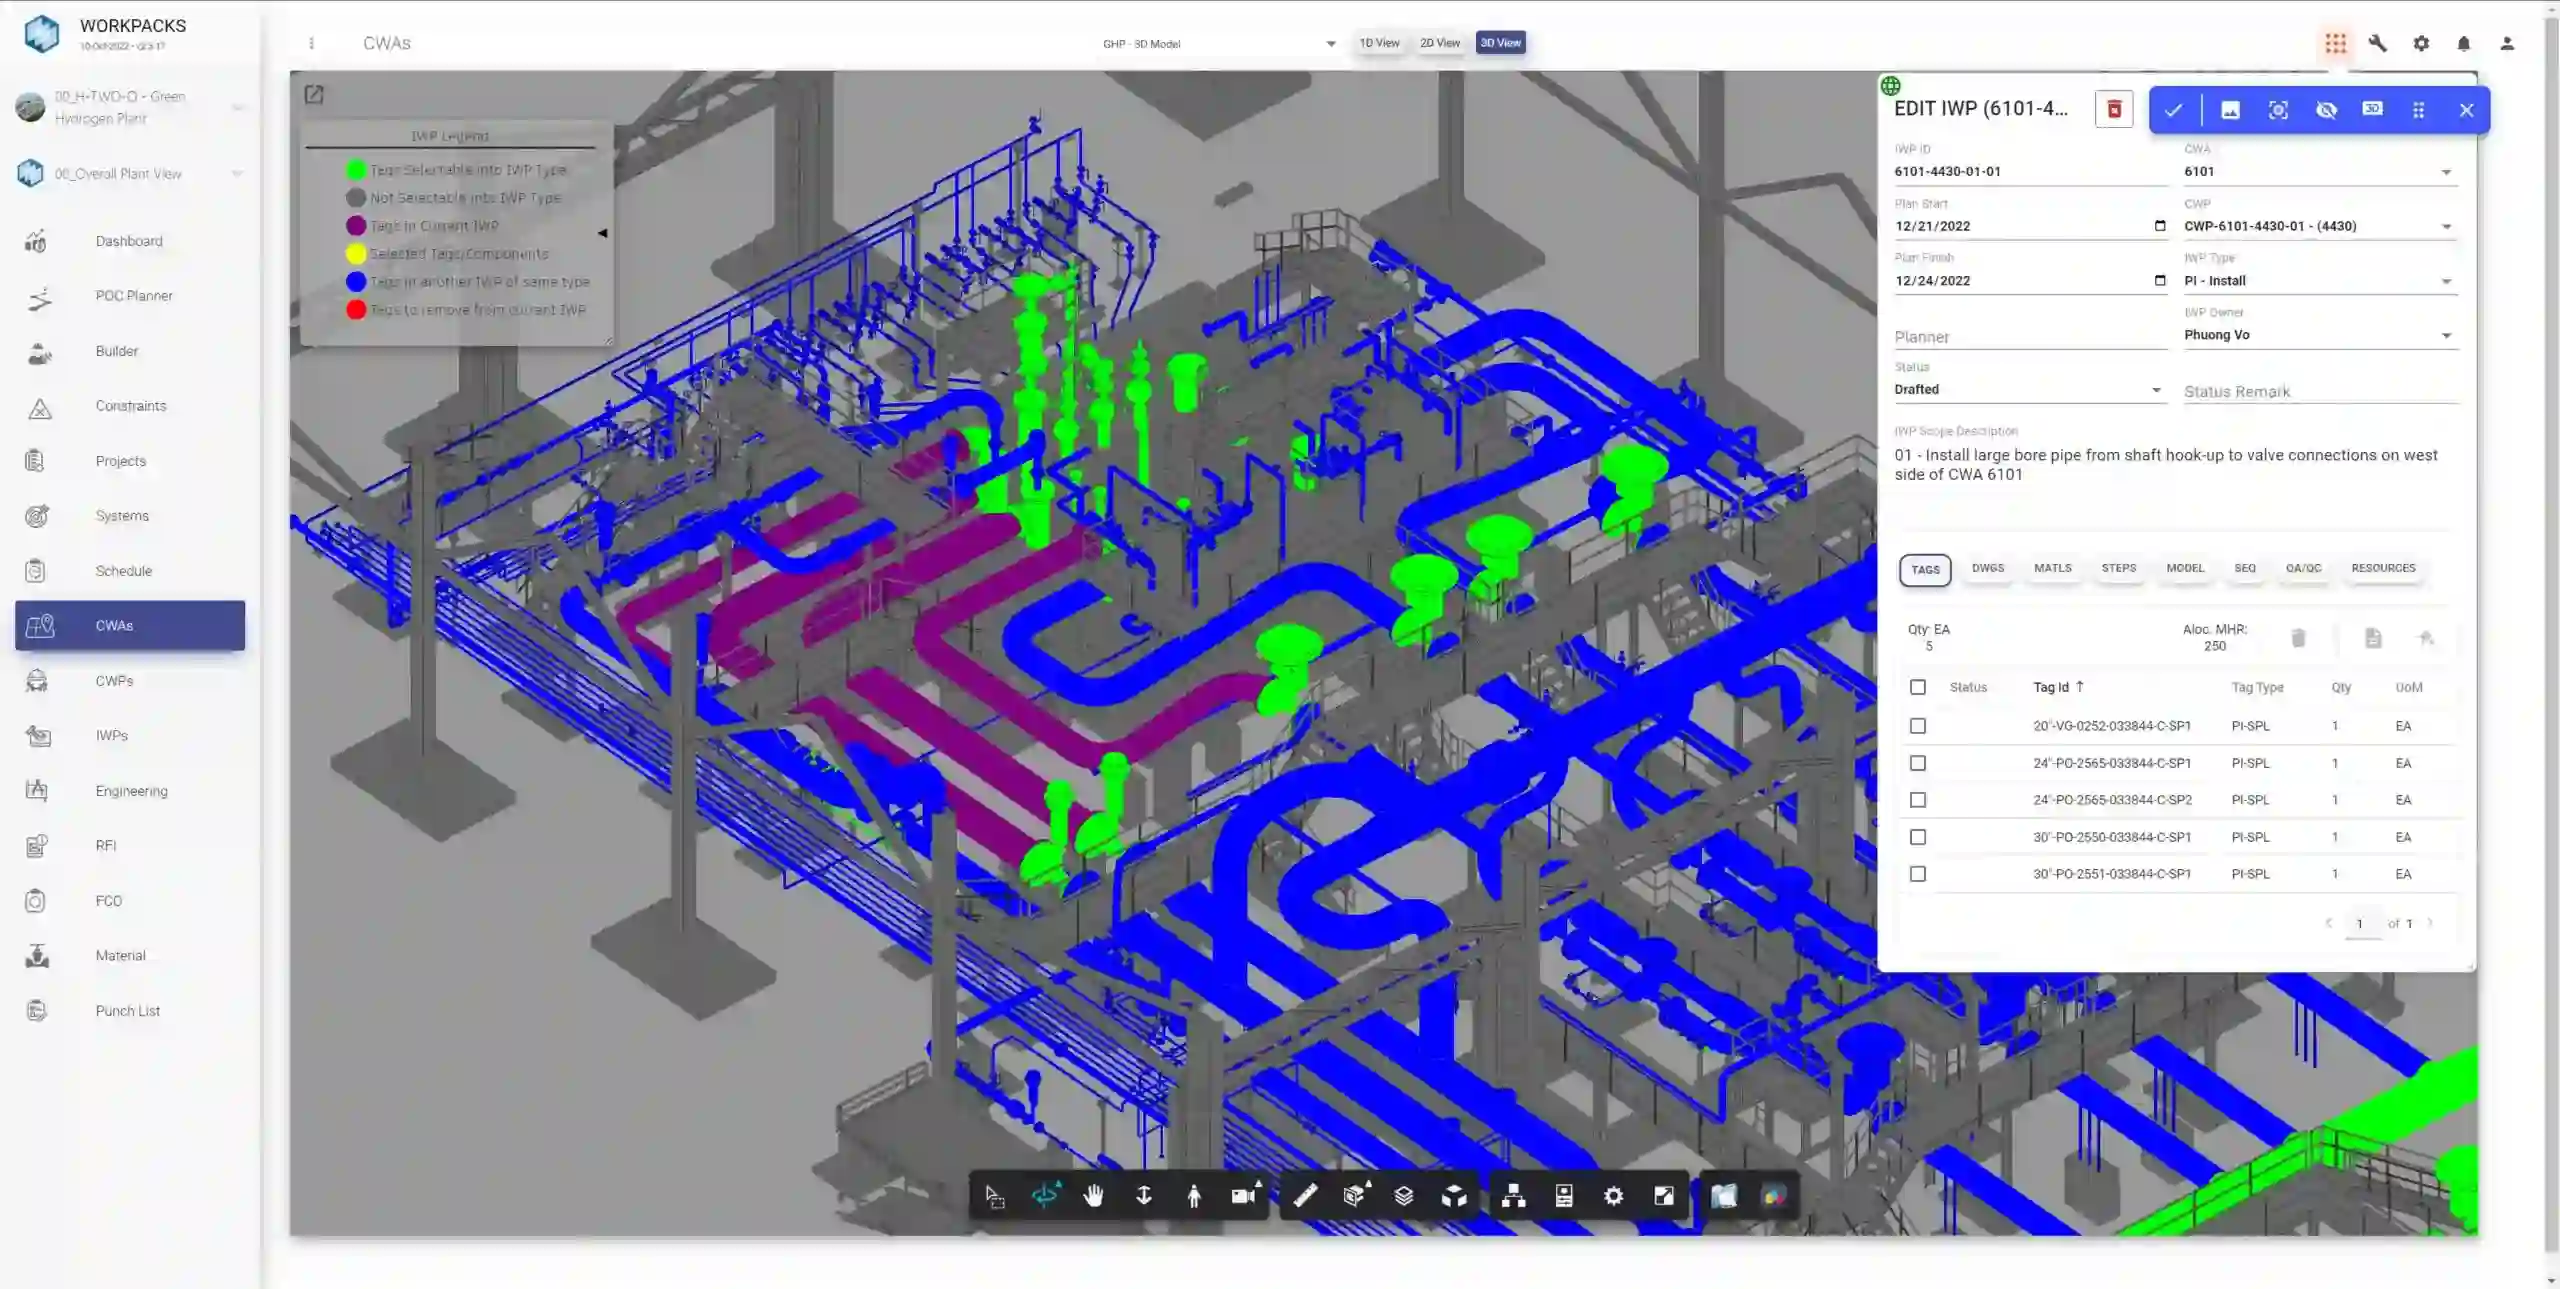 WORKPACKS
10-Oct-2022 - v2.5.17
CWAs
GHP - 3D Model
1D View
2D View
3D View
00_H-TWO-O - Green
Hydrogen Plant
00_Overall Plant View
Dashboard
POC Planner
Builder
Constraints
Projects
Systems
Schedule
CWAs
CWPs
IWPs
Engineering
RFI
FCO
Material
Punch List
IWP Legend
Tags Selectable into IWP Type
Not Selectable into IWP Type
Tags in Current IWP
Selected Tags/Components
Tags in another IWP of same type
Tags to remove from current IWP
EDIT IWP (6101-4...
3D
IWP ID
CWA
6101-4430-01-01
6101
Plan Start
CWP
12/21/2022
CWP-6101-4430-01 - (4430)
Plan Finish
IWP Type
12/24/2022
PI - Install
IWP Owner
Planner
Phuong Vo
Status
Drafted
Status Remark
IWP Scope Description
01 - Install large bore pipe from shaft hook-up to valve connections on west
side of CWA 6101
TAGS
DWGS
MATLS
STEPS
MODEL
SEQ
QA/QC
RESOURCES
Qty: EA
5
Aloc. MHR:
250
Status Tag Id ↑ Tag Type Qty UoM
20"-VG-0252-033844-C-SP1 PI-SPL 1 EA
24"-PO-2565-033844-C-SP1 PI-SPL 1 EA
24"-PO-2565-033844-C-SP2 PI-SPL 1 EA
30"-PO-2550-033844-C-SP1 PI-SPL 1 EA
30"-PO-2551-033844-C-SP1 PI-SPL 1 EA
1 of 1